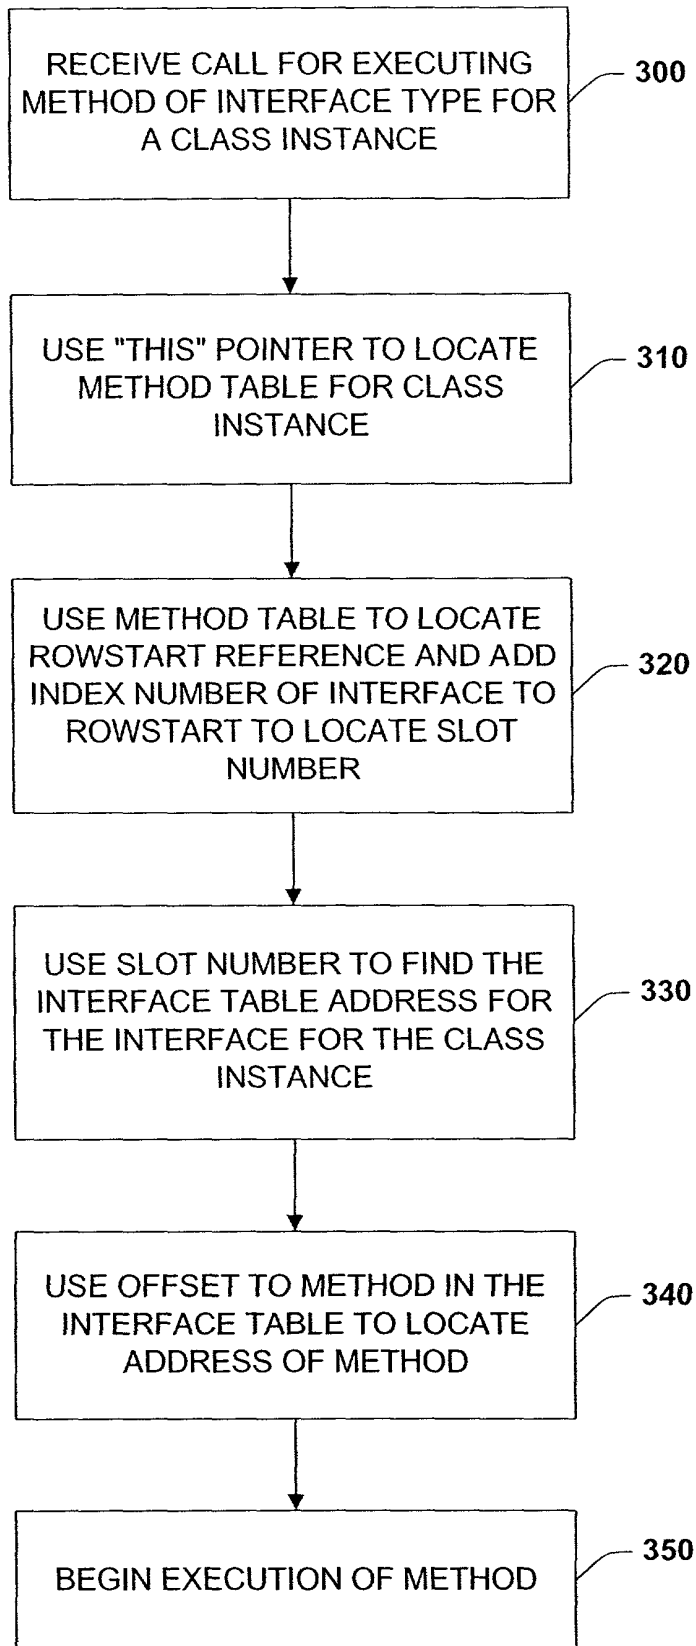 RECEIVE CALL FOR EXECUTING
METHOD OF INTERFACE TYPE FOR
A CLASS INSTANCE
300
USE "THIS" POINTER TO LOCATE
METHOD TABLE FOR CLASS
INSTANCE
310
USE METHOD TABLE TO LOCATE
ROWSTART REFERENCE AND ADD
INDEX NUMBER OF INTERFACE TO
ROWSTART TO LOCATE SLOT
NUMBER
320
USE SLOT NUMBER TO FIND THE
INTERFACE TABLE ADDRESS FOR
THE INTERFACE FOR THE CLASS
INSTANCE
330
USE OFFSET TO METHOD IN THE
INTERFACE TABLE TO LOCATE
ADDRESS OF METHOD
340
BEGIN EXECUTION OF METHOD
350